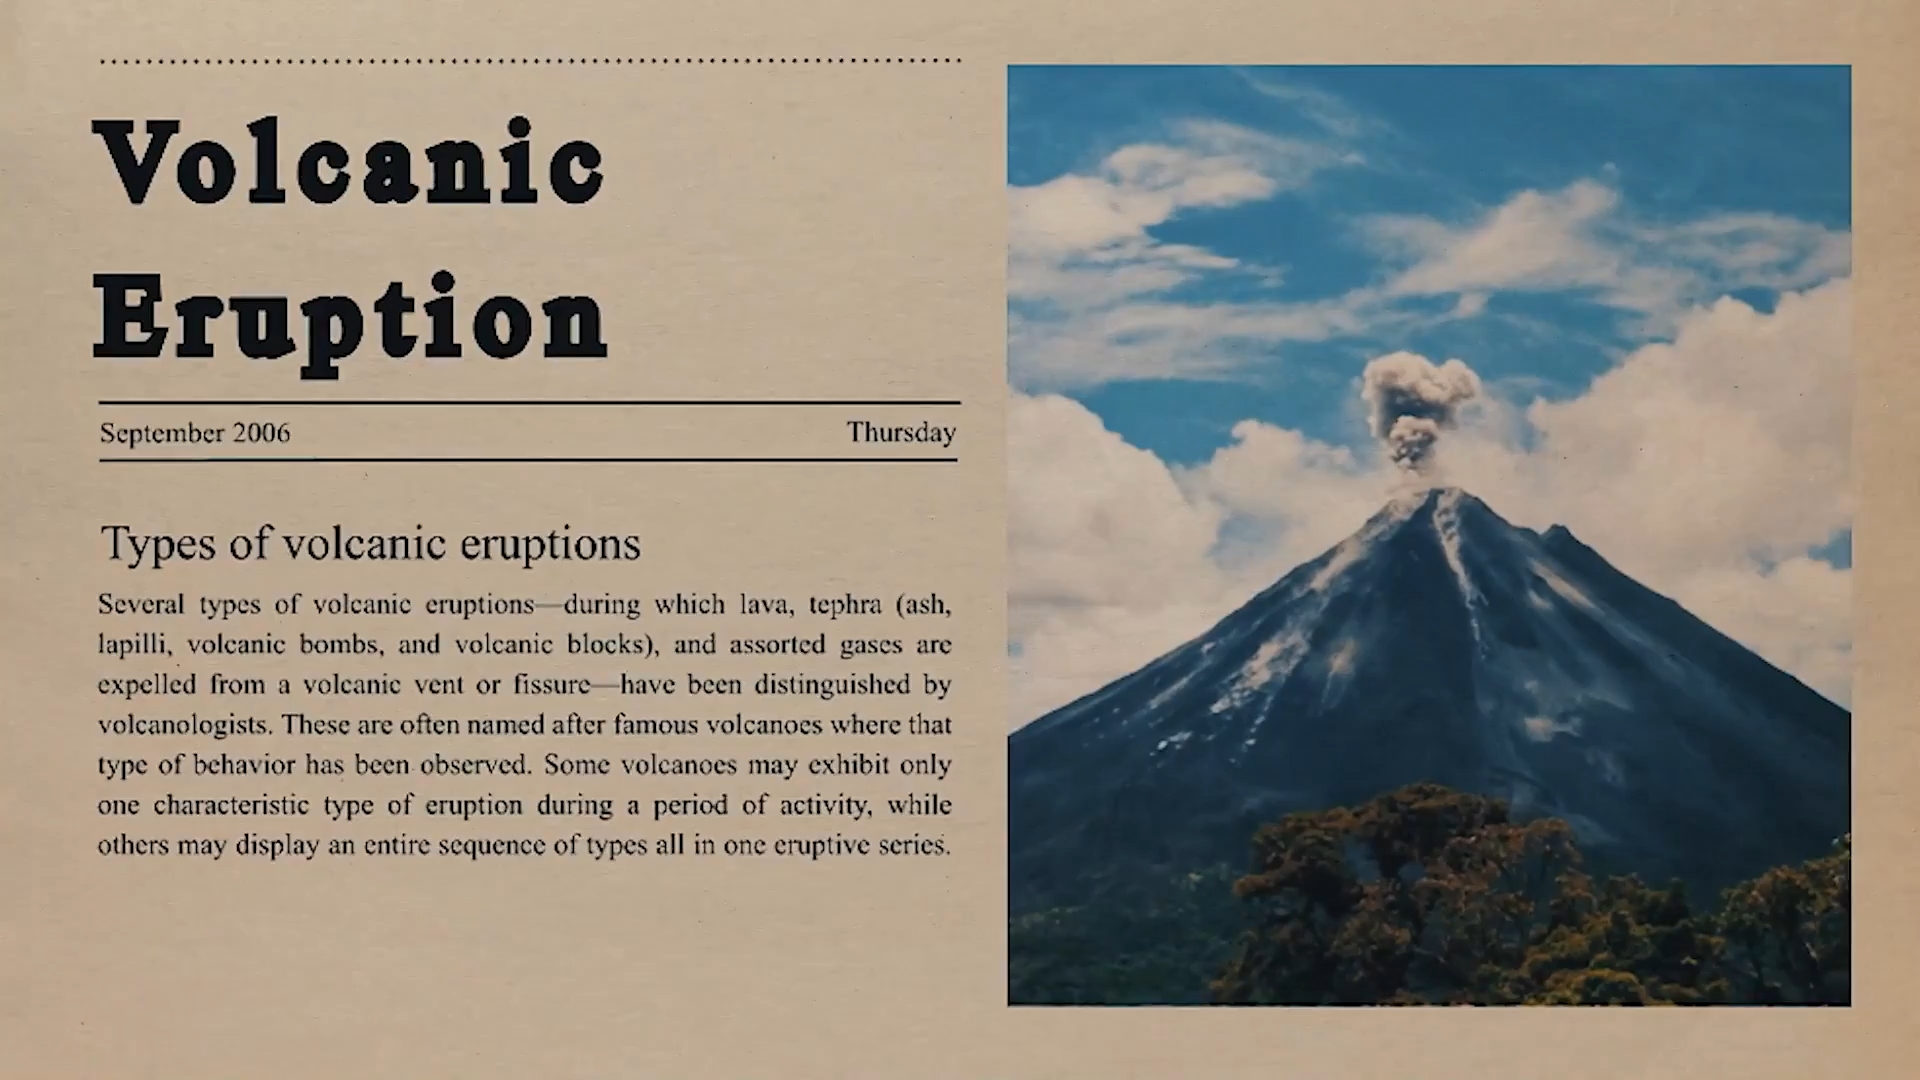 Volcanic
Eruption
September 2006 Thursday
Types of volcanic eruptions
Several types of volcanic eruptions—during which lava, tephra (ash,
lapilli, volcanic bombs, and volcanic blocks), and assorted gases are
expelled from a volcanic vent or fissure—have been distinguished by
volcanologists. These are often named after famous volcanoes where that
type of behavior has been observed. Some volcanoes may exhibit only
one characteristic type of eruption during a period of activity, while
others may display an entire sequence of types all in one eruptive series.